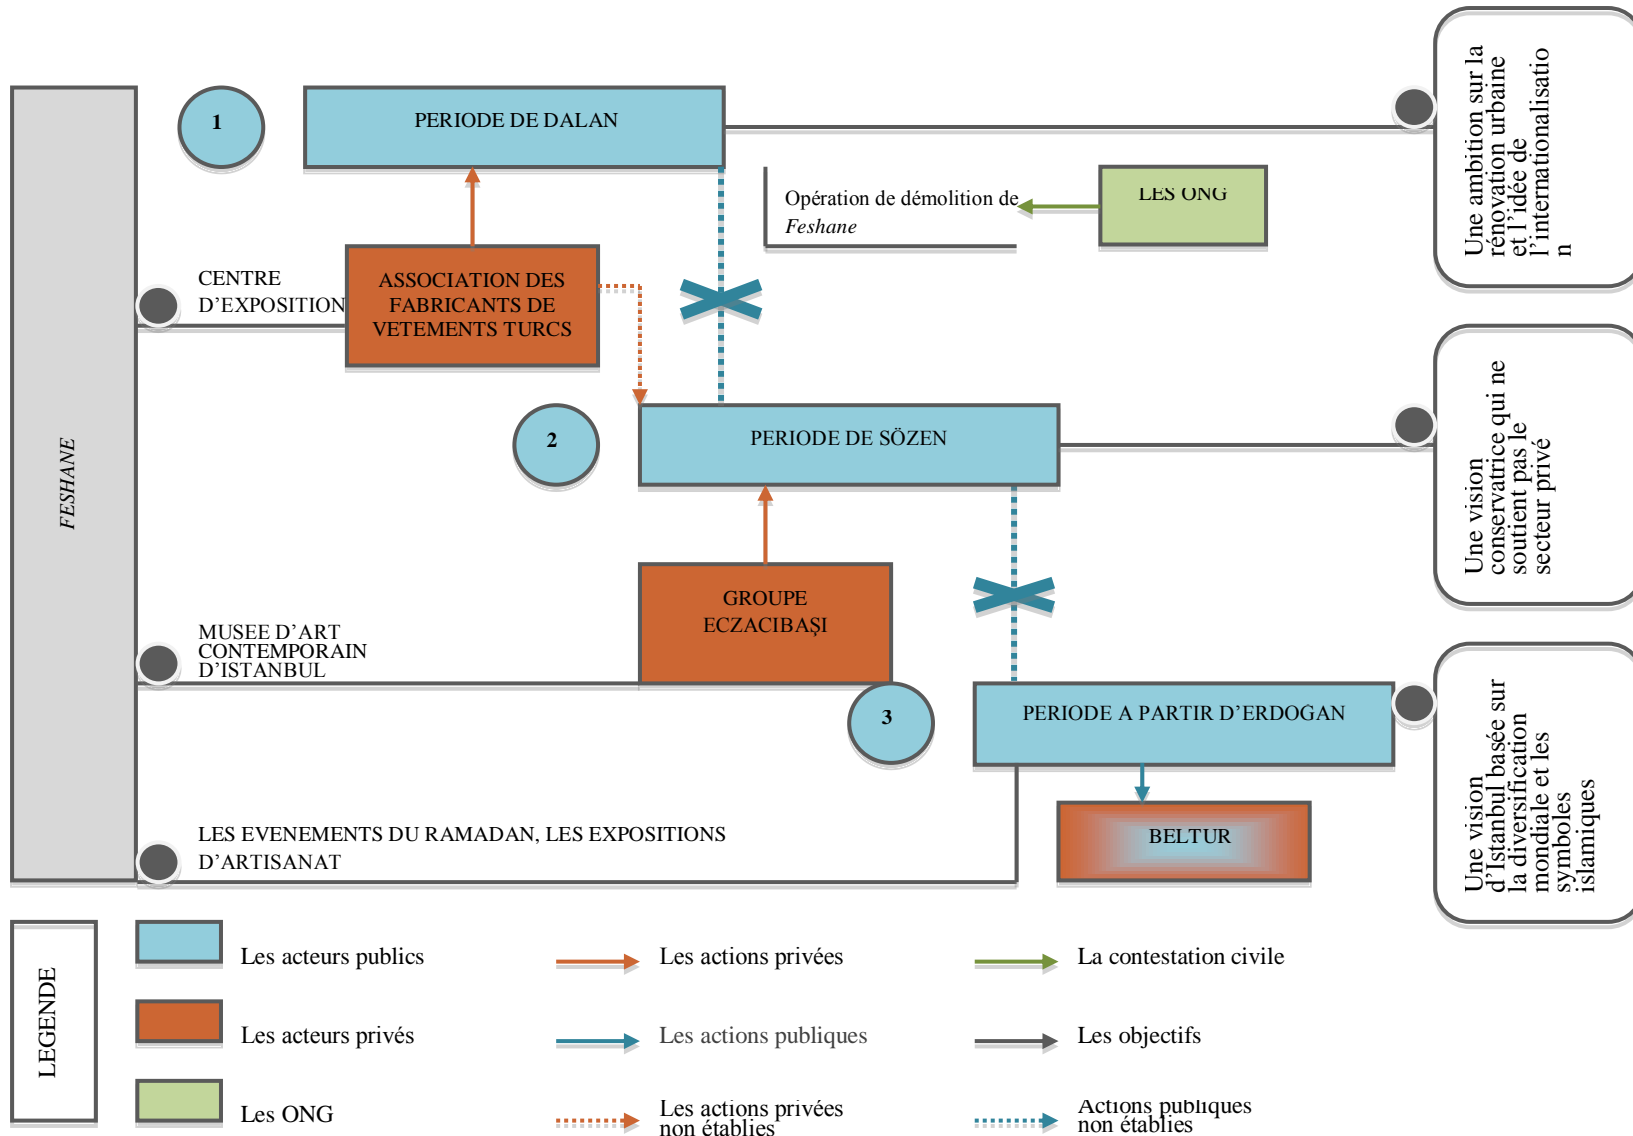 1
PERIODE DE DALAN
Une ambition sur la
rénovation urbaine
et l’idée de
l’internationalisatio
n
Opération de démolition de
Feshane
LES ONG
CENTRE
D’EXPOSITION
ASSOCIATION DES
FABRICANTS DE
VETEMENTS TURCS
FESHANE
2
PERIODE DE SÖZEN
Une vision
conservatrice qui ne
soutient pas le
secteur privé
GROUPE
ECZACIBAŞI
MUSEE D’ART
CONTEMPORAIN
D’ISTANBUL
3
PERIODE A PARTIR D’ERDOGAN
Une vision
d’Istanbul basée sur
la diversification
mondiale et les
symboles
islamiques
LES EVENEMENTS DU RAMADAN, LES EXPOSITIONS
D’ARTISANAT
BELTUR
LEGENDE
Les acteurs publics
Les actions privées
La contestation civile
Les acteurs privés
Les actions publiques
Les objectifs
Les ONG
Les actions privées
non établies
Actions publiques
non établies